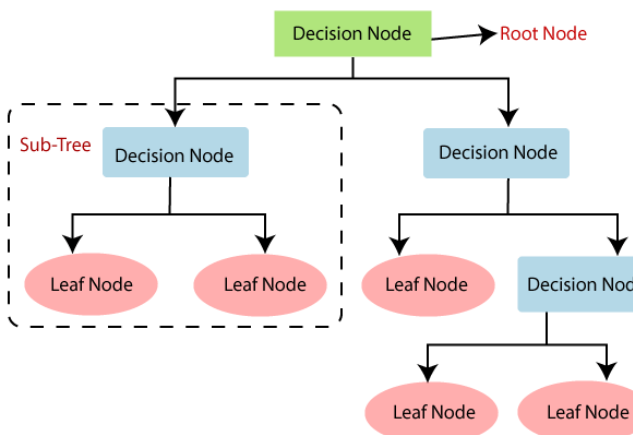 Decision Node
Root Node
Sub-Tree
Decision Node
Decision Node
Leaf Node
Leaf Node
Leaf Node
Decision Nod
Leaf Node
Leaf Node